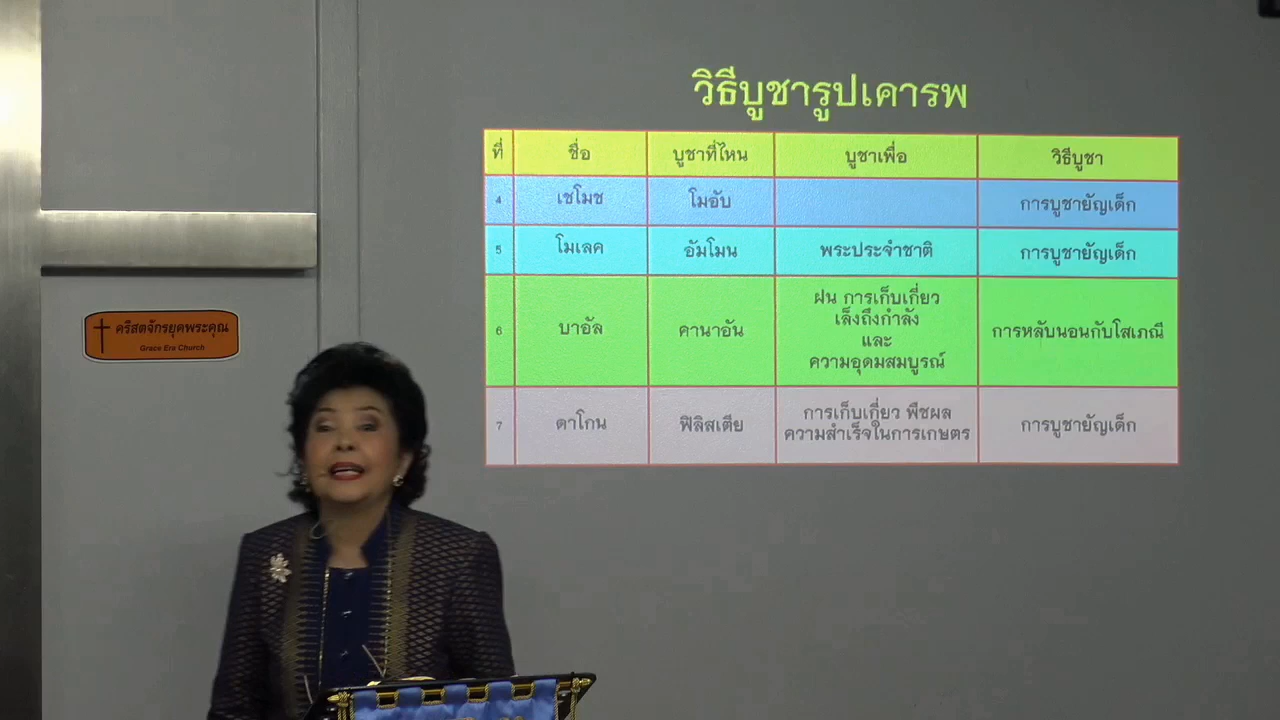 วิธีบูชารูปเคารพ
ที่ ชื่อ บูชาที่ไหน บูชาเพื่อ วิธีบูชา
4 เชโมช โมอับ การบูชายัญเด็ก
5 โมเลค อัมโมน พระประจำชาติ การบูชายัญเด็ก
6 บาอัล คานาอัน ฝน การเก็บเกี่ยว การหลับนอนกับโสเภณี
เล็งถึงกำลัง
และ
ความอุดมสมบูรณ์
7 ดาโกน ฟิลิสเตีย การเก็บเกี่ยว พืชผล การบูชายัญเด็ก
ความสำเร็จในการเกษตร
คริสตจักรยุคพระคุณ
Grace Era Church